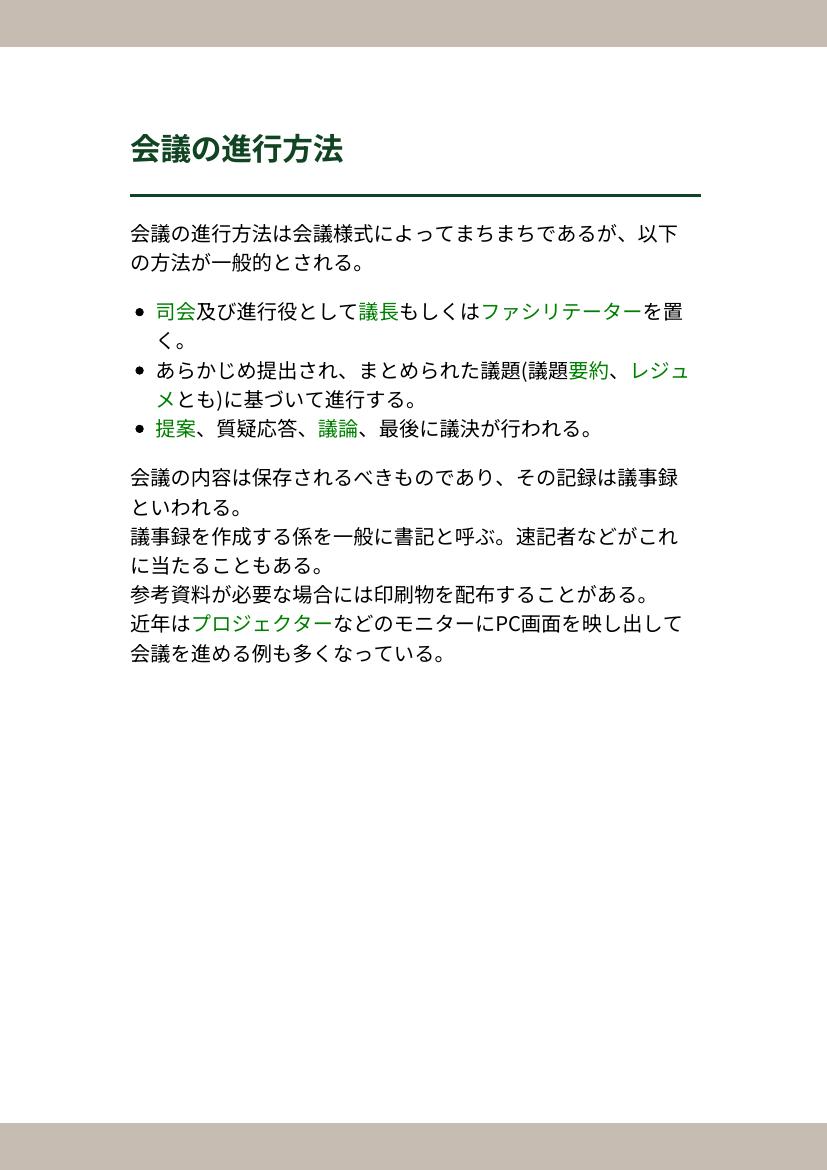 会議の進行方法
会議の進行方法は会議様式によってまちまちであるが、以下
の方法が一般的とされる。
• 司会及び進行役として議長もしくはファシリテーターを置
く。
• あらかじめ提出され、まとめられた議題(議題要約、レジュ
メとも)に基づいて進行する。
• 提案、質疑応答、議論、最後に議決が行われる。
会議の内容は保存されるべきものであり、その記録は議事録
といわれる。
議事録を作成する係を一般に書記と呼ぶ。速記者などがこれ
に当たることもある。
参考資料が必要な場合には印刷物を配布することがある。
近年はプロジェクターなどのモニターにPC画面を映し出して
会議を進める例も多くなっている。